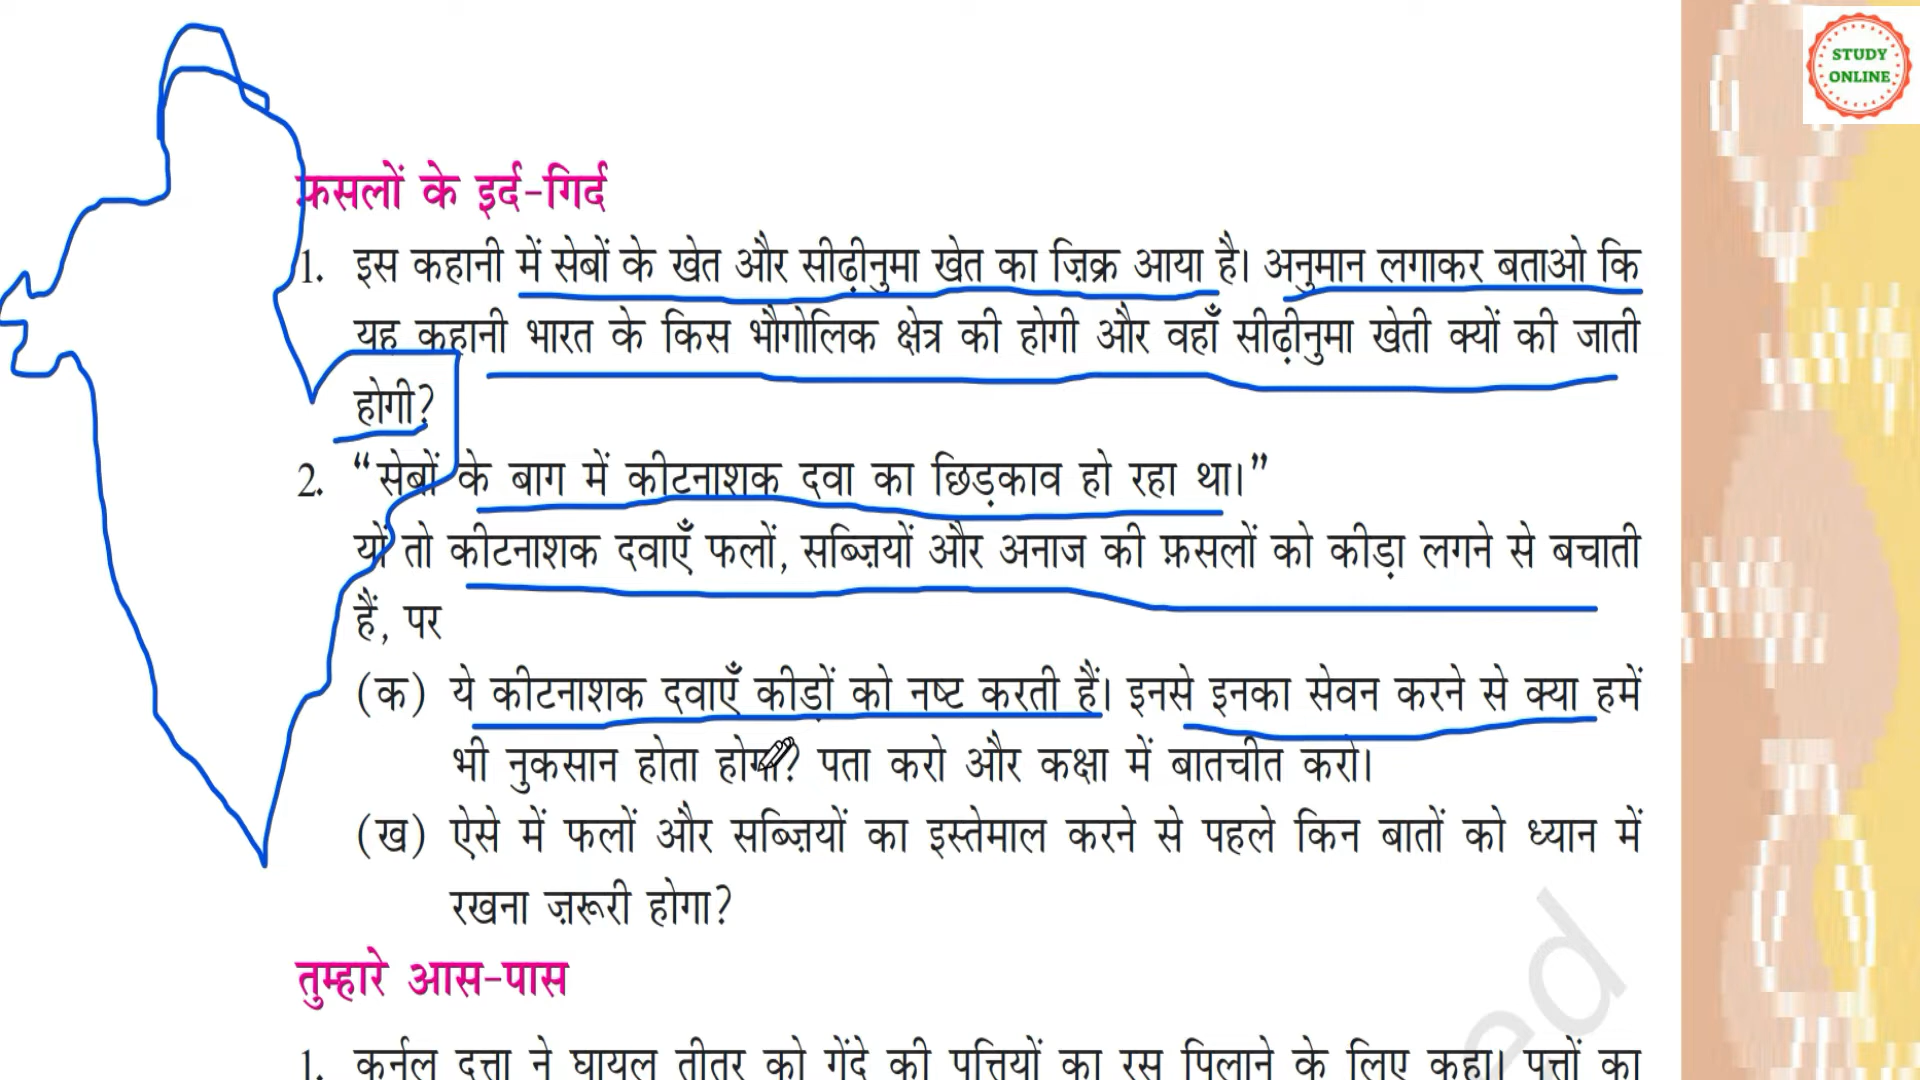 STUDY
ONLINE
फ़सलों के इर्द-गिर्द
1. इस कहानी में सेबों के खेत और सीढ़ीनुमा खेत का ज़िक्र आया है। अनुमान लगाकर बताओ कि
यह कहानी भारत के किस भौगोलिक क्षेत्र की होगी और वहाँ सीढ़ीनुमा खेती क्यों की जाती
होगी?
2. “सेबों के बाग में कीटनाशक दवा का छिड़काव हो रहा था।”
यों तो कीटनाशक दवाएँ फलों, सब्ज़ियों और अनाज की फ़सलों को कीड़ा लगने से बचाती
हैं, पर
(क) ये कीटनाशक दवाएँ कीड़ों को नष्ट करती हैं। इनसे इनका सेवन करने से क्या हमें
भी नुकसान होता होगा? पता करो और कक्षा में बातचीत करो।
(ख) ऐसे में फलों और सब्ज़ियों का इस्तेमाल करने से पहले किन बातों को ध्यान में
रखना ज़रूरी होगा?
तुम्हारे आस-पास
1. कर्नल दत्ता ने घायल तीतर को गेंदे की पत्तियों का रस पिलाने के लिए कहा। पत्तों का
ed